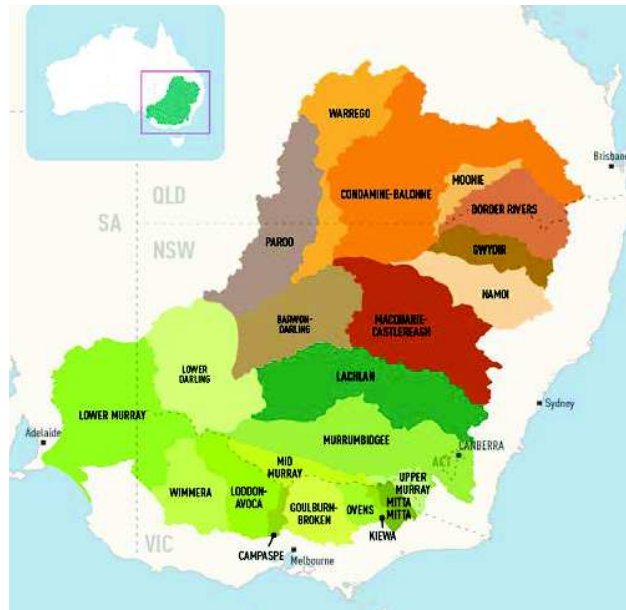 WARREGO
CONDAMINE-BALONNE
MOONIE
Brisbane
BORDER RIVERS
QLD
SA
NSW
PAROO
GWYDIR
NAMOI
BARWON-
DARLING
MACQUARIE-
CASTLEREAGH
LOWER
DARLING
LACHLAN
LOWER MURRAY
Sydney
Adelaide
MURRUMBIDGEE
CANBERRA
ACT
MID
MURRAY
UPPER
MURRAY
WIMMERA
LODDON-
AVOCA
GOULBURN-
BROKEN
OVENS
MITTA
MITTA
KIEWA
VIC
CAMPASPE
Melbourne